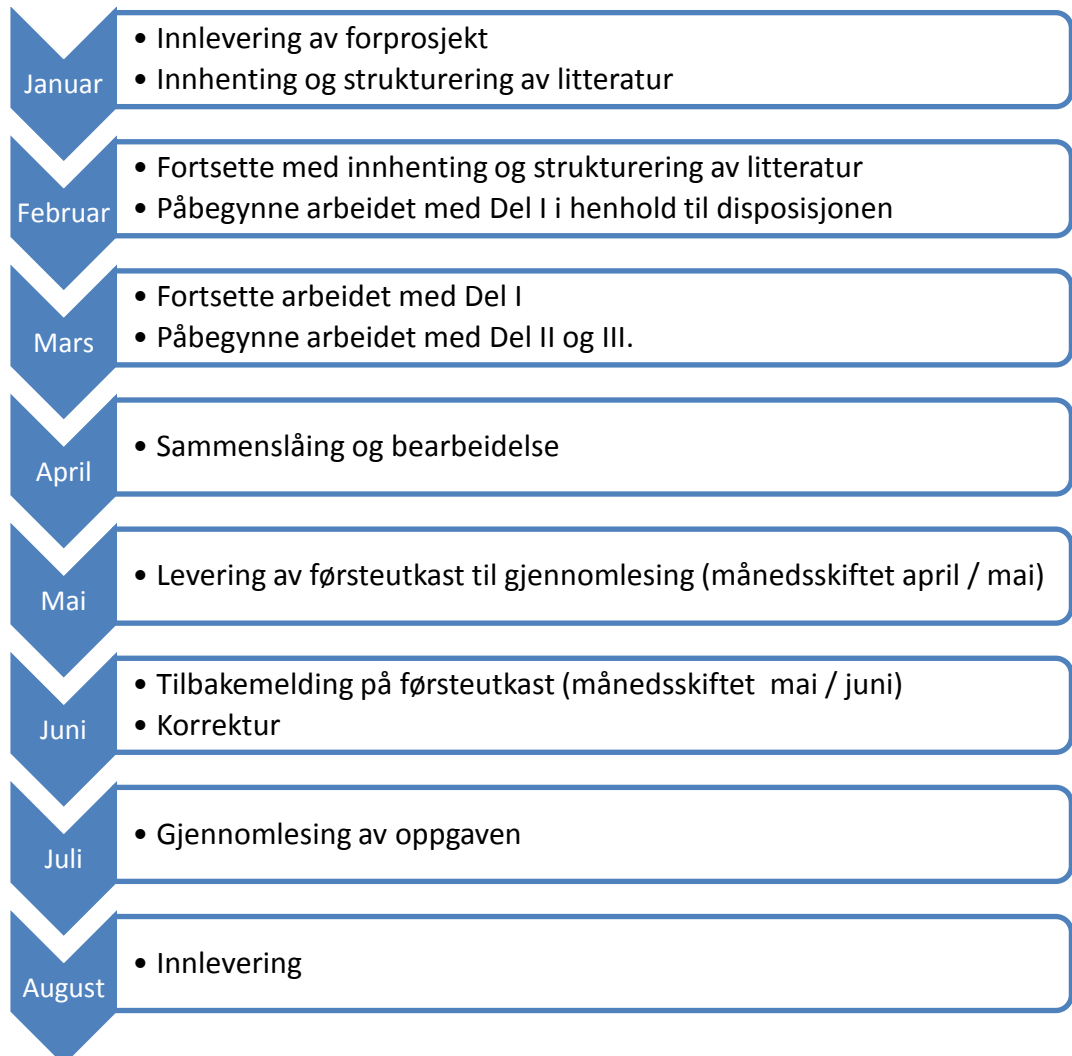 Januar
• Innlevering av forprosjekt
• Innhenting og strukturering av litteratur
Februar
• Fortsette med innhenting og strukturering av litteratur
• Påbegynne arbeidet med Del I i henhold til disposisjonen
Mars
• Fortsette arbeidet med Del I
• Påbegynne arbeidet med Del II og III.
April
• Sammenslåing og bearbeidelse
Mai
• Levering av førsteutkast til gjennomlesing (månedsskiftet april / mai)
Juni
• Tilbakemelding på førsteutkast (månedsskiftet  mai / juni)
• Korrektur
Juli
• Gjennomlesing av oppgaven
August
• Innlevering